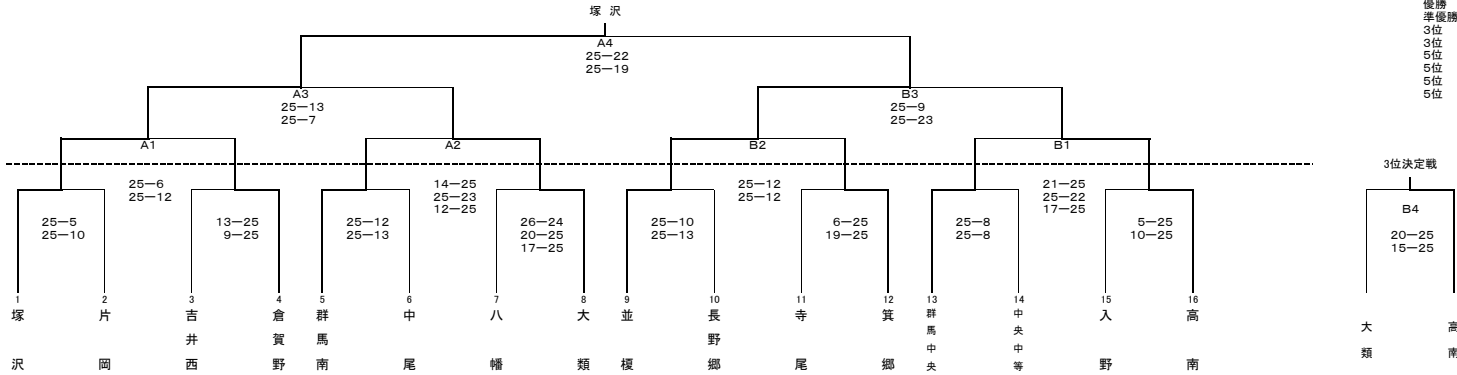 優勝
準優勝
3位
3位
5位
5位
5位
5位
塚 沢
A4
25―22
25―19
A3
25―13
25―7
B3
25―9
25―23
A1
A2
B2
B1
25―6
25―12
14―25
25―23
12―25
25―12
25―12
21―25
25―22
17―25
3位決定戦
B4
20―25
15―25
25―5
25―10
13―25
9―25
25―12
25―13
26―24
20―25
17―25
25―10
25―13
6―25
19―25
25―8
25―8
5―25
10―25
1
塚沢
2
片岡
3
吉井西
4
倉賀野
5
群馬南
6
中尾
7
八幡
8
大類
9
並榎
10
長野郷
11
寺尾
12
箕郷
13
群馬中央
14
中央中等
15
入野
16
高南
大類
高南